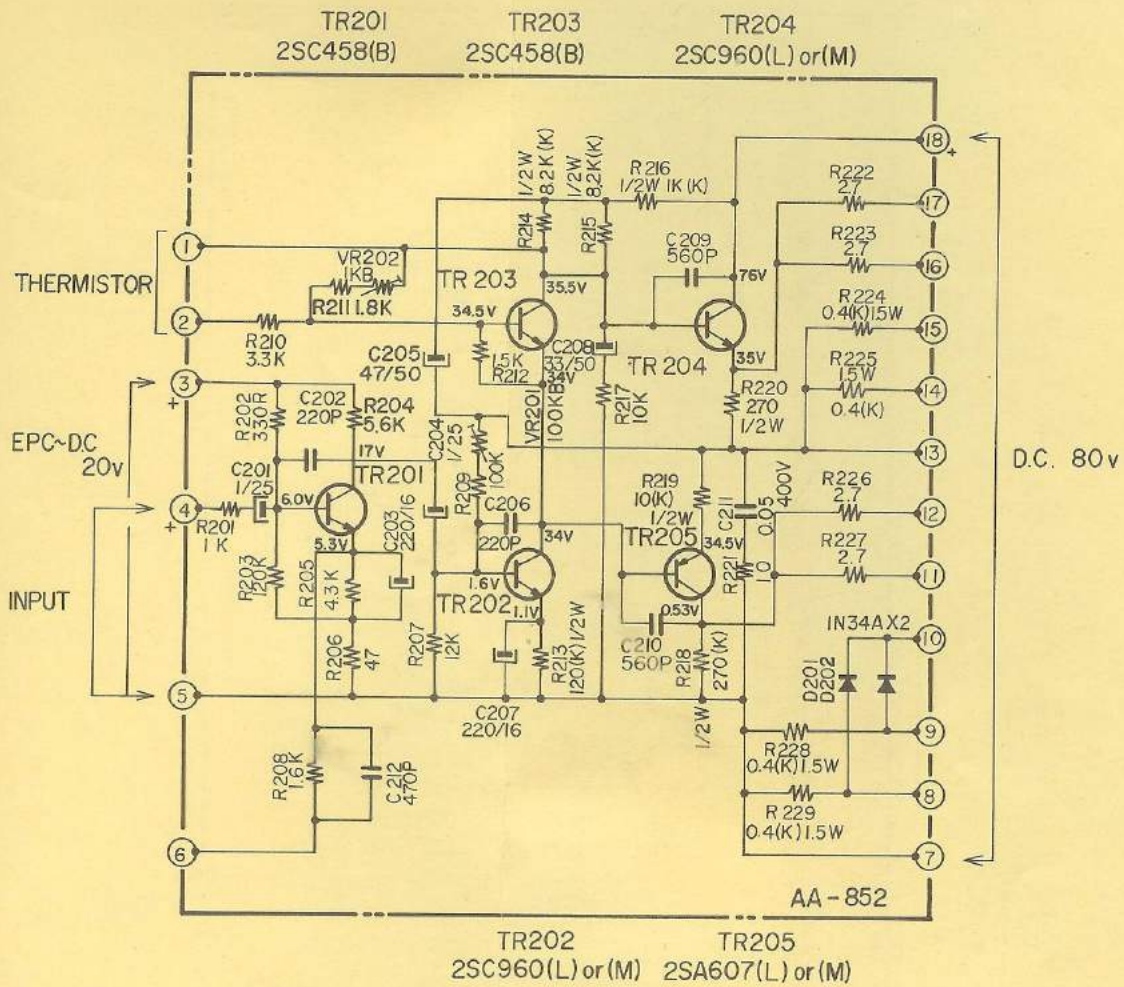 TR201
2SC458(B)
TR203
2SC458(B)
TR204
2SC960(L) or (M)
THERMISTOR
1
2
EPC~D.C
20v
3
+
4
+
INPUT
5
6
R210
3.3K
VR202
1KB
R211 1.8K
R202
330K
C202
220P
R204
5.6K
17V
C201
1/25
R201
1K
6.0V
TR201
5.3V
R203
120K
R205
4.3K
C203
220/16
R206
47
R208
1.6K
C212
470P
C205
47/50
C204
1/25
R209
100K
R207
12K
1/2W
8.2K(K)
R214
1/2W
8.2K(K)
R215
TR203
35.5V
34.5V
1.5K
R212
34V
VR201
100KB
C208
33/50
R217
10K
C206
220P
34V
1.6V
TR202
1.1V
R213
120(K) 1/2W
C207
220/16
R216
1/2W 1K(K)
C209
560P
76V
TR204
35V
R220
270
1/2W
R219
10(K)
1/2W
TR205
34.5V
0.53V
C210
560P
R218
270(K)
1/2W
C211
0.05
400V
R221
10
R222
2.7
R223
2.7
R224
0.4(K) 1.5W
R225
1.5W
0.4(K)
R226
2.7
R227
2.7
1N34A X2
D201
D202
R228
0.4(K) 1.5W
R229
0.4(K) 1.5W
18
+
17
16
15
14
13
12
11
10
9
8
7
D.C. 80v
AA-852
TR202
2SC960(L) or (M)
TR205
2SA607(L) or (M)